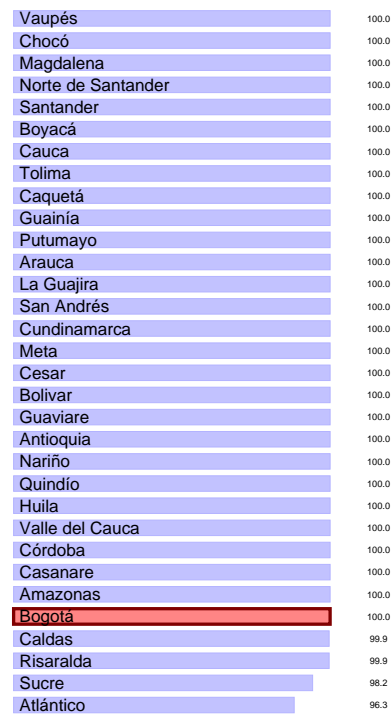 Vaupés 100.0
Chocó 100.0
Magdalena 100.0
Norte de Santander 100.0
Santander 100.0
Boyacá 100.0
Cauca 100.0
Tolima 100.0
Caquetá 100.0
Guainía 100.0
Putumayo 100.0
Arauca 100.0
La Guajira 100.0
San Andrés 100.0
Cundinamarca 100.0
Meta 100.0
Cesar 100.0
Bolivar 100.0
Guaviare 100.0
Antioquia 100.0
Nariño 100.0
Quindío 100.0
Huila 100.0
Valle del Cauca 100.0
Córdoba 100.0
Casanare 100.0
Amazonas 100.0
Bogotá 100.0
Caldas 99.9
Risaralda 99.9
Sucre 98.2
Atlántico 96.3